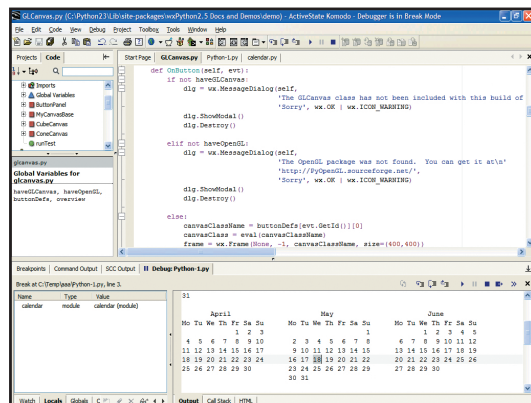 GLCanvas.py (C:\Python23\Lib\site-packages\wxPython2.5 Docs and Demos\demo) - ActiveState Komodo - Debugger is in Break Mode
File Edit Code View Debug Project Toolbox Tools Window Help
Projects Code
Start Page GLCanvas.py Python-1.py calendar.py
Imports
Global Variables
ButtonPanel
MyCanvasBase
CubeCanvas
ConeCanvas
runTest
glcanvas.py
Global Variables for
glcanvas.py
haveGLCanvas, haveOpenGL,
buttonDefs, overview
def OnButton(self, evt):
if not haveGLCanvas:
dlg = wx.MessageDialog(self,
'The GLCanvas class has not been included with this build of
'Sorry', wx.OK | wx.ICON_WARNING)
dlg.ShowModal()
dlg.Destroy()
elif not haveOpenGL:
dlg = wx.MessageDialog(self,
'The OpenGL package was not found. You can get it at\n'
'http://PyOpenGL.sourceforge.net/',
'Sorry', wx.OK | wx.ICON_WARNING)
dlg.ShowModal()
dlg.Destroy()
else:
canvasClassName = buttonDefs[evt.GetId()][0]
canvasClass = eval(canvasClassName)
frame = wx.Frame(None, -1, canvasClassName, size=(400,400))
Breakpoints Command Output SCC Output Debug: Python-1.py
Break at C:\Temp\aaa\Python-1.py, line 3.
Name Type Value
calendar module calendar (module)
31
April May June
Mo Tu We Th Fr Sa Su Mo Tu We Th Fr Sa Su Mo Tu We Th Fr Sa Su
1 2 3 1 1 2 3 4 5
4 5 6 7 8 9 10 2 3 4 5 6 7 8 6 7 8 9 10 11 12
11 12 13 14 15 16 17 9 10 11 12 13 14 15 13 14 15 16 17 18 19
18 19 20 21 22 23 24 16 17 18 19 20 21 22 20 21 22 23 24 25 26
25 26 27 28 29 30 23 24 25 26 27 28 29 27 28 29 30
30 31
Watch Locals Globals C
Output Call Stack HTML